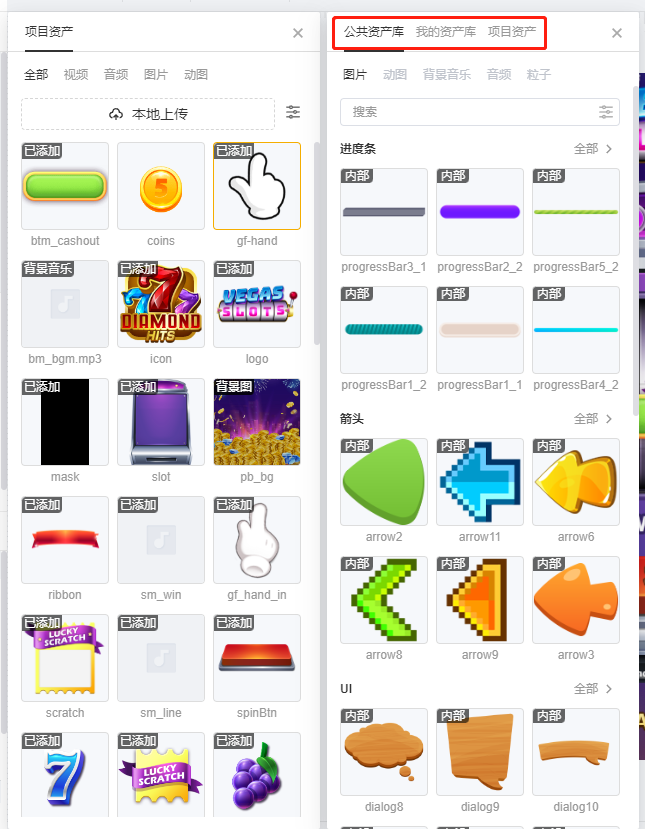 项目资产
全部 视频 音频 图片 动图
本地上传
已添加
已添加
5
btm_cashout coins gf-hand
背景音乐
已添加
已添加
DIAMOND
HITS
VEGAS
SLOTS
bm_bgm.mp3 icon logo
已添加
已添加
背景图
mask slot pb_bg
已添加
已添加
已添加
ribbon sm_win gf_hand_in
已添加
已添加
已添加
LUCKY
SCRATCH
scratch sm_line spinBtn
已添加
已添加
已添加
7
LUCKY
SCRATCH
公共资产库 我的资产库 项目资产
图片 动图 背景音乐 音频 粒子
搜索
进度条 全部
内部
内部
内部
progressBar3_1 progressBar2_2 progressBar5_2
内部
内部
内部
progressBar1_2 progressBar1_1 progressBar4_2
箭头 全部
内部
内部
内部
arrow2 arrow11 arrow6
内部
内部
内部
arrow8 arrow9 arrow3
UI 全部
内部
内部
内部
dialog8 dialog9 dialog10